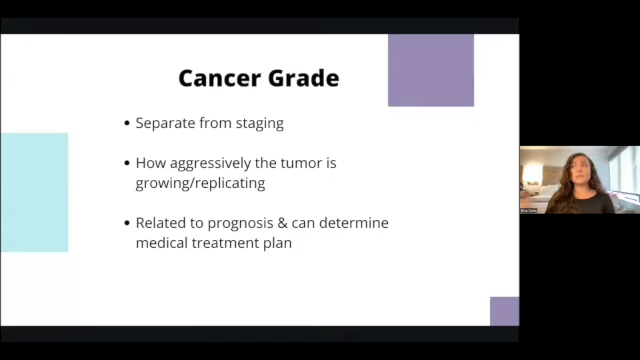 Cancer Grade
• Separate from staging
• How aggressively the tumor is
growing/replicating
• Related to prognosis & can determine
medical treatment plan